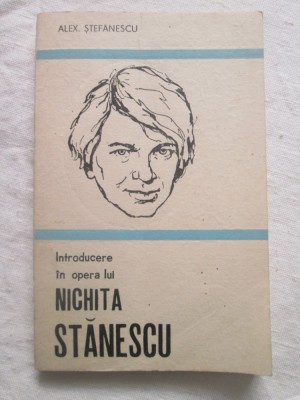 ALEX. ŞTEFĂNESCU
Introducere
în opera lui
NICHITA
STĂNESCU